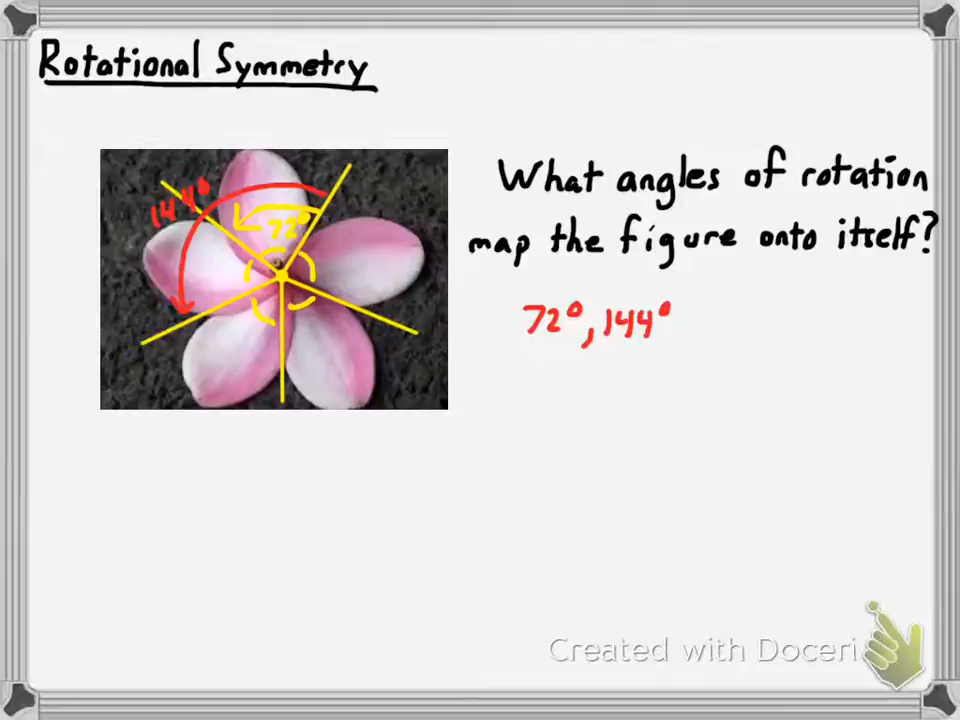 Rotational Symmetry
What angles of rotation
map the figure onto itself?
72°, 144°
144°
72°
Created with Doceri